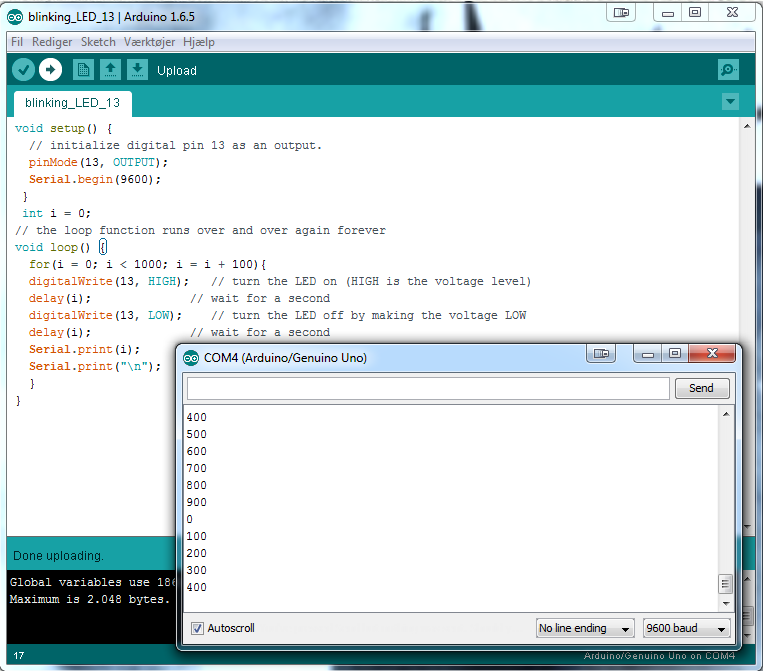 blinking_LED_13 | Arduino 1.6.5
Fil Rediger Sketch Værktøjer Hjælp
Upload
blinking_LED_13
void setup() {
// initialize digital pin 13 as an output.
pinMode(13, OUTPUT);
Serial.begin(9600);
}
int i = 0;
// the loop function runs over and over again forever
void loop() {
for(i = 0; i < 1000; i = i + 100){
digitalWrite(13, HIGH); // turn the LED on (HIGH is the voltage level)
delay(i); // wait for a second
digitalWrite(13, LOW); // turn the LED off by making the voltage LOW
delay(i); // wait for a second
Serial.print(i);
Serial.print("\n");
}
}
COM4 (Arduino/Genuino Uno)
Send
400
500
600
700
800
900
0
100
200
300
400
Autoscroll
No line ending
9600 baud
Done uploading.
Global variables use 186
Maximum is 2.048 bytes.
17
Arduino/Genuino Uno on COM4